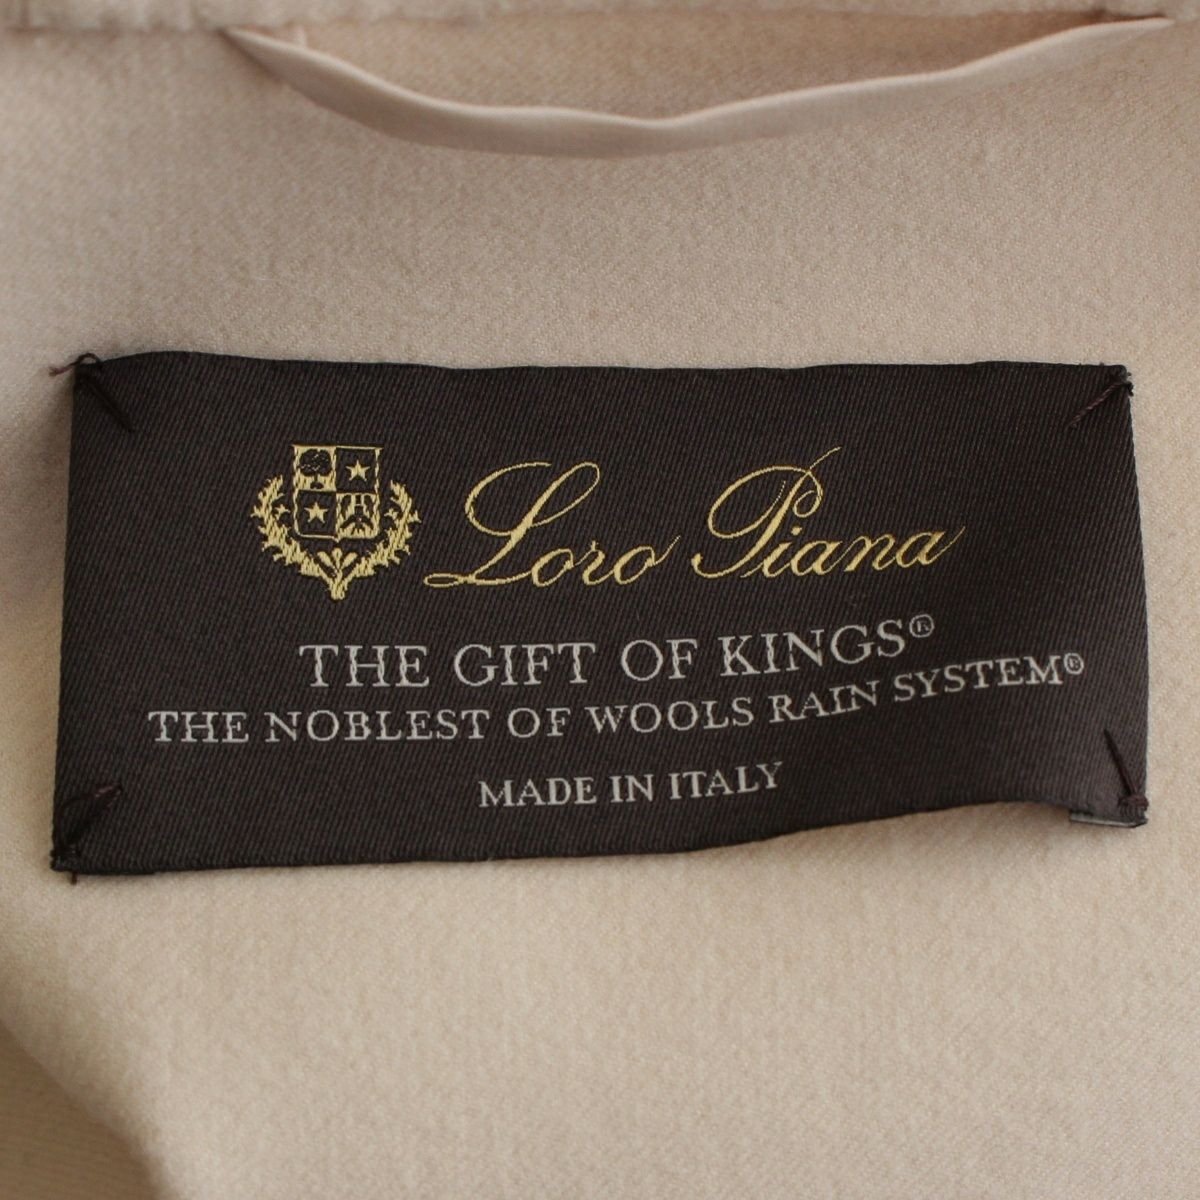 Loro Piana
THE GIFT OF KINGS®
THE NOBLEST OF WOOLS RAIN SYSTEM®
MADE IN ITALY